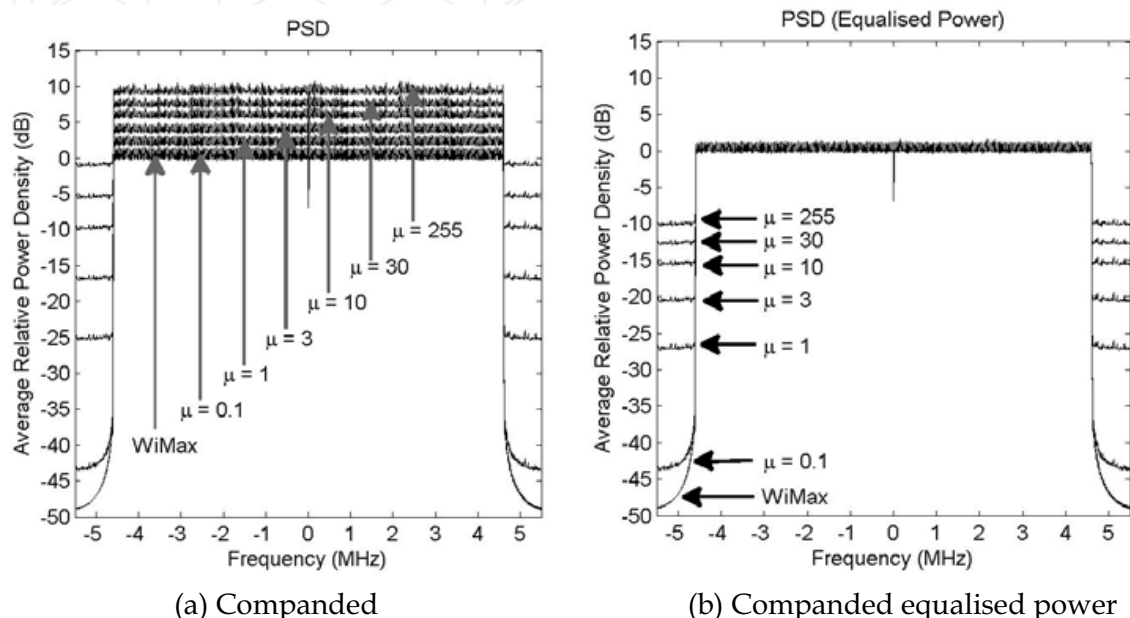 PSD
Average Relative Power Density (dB)
15
10
5
0
-5
-10
-15
-20
-25
-30
-35
-40
-45
-50
μ = 255
μ = 30
μ = 10
μ = 3
μ = 1
μ = 0.1
WiMax
-5 -4 -3 -2 -1 0 1 2 3 4 5
Frequency (MHz)
(a) Companded
PSD (Equalised Power)
Average Relative Power Density (dB)
15
10
5
0
-5
-10
-15
-20
-25
-30
-35
-40
-45
-50
μ = 255
μ = 30
μ = 10
μ = 3
μ = 1
μ = 0.1
WiMax
-5 -4 -3 -2 -1 0 1 2 3 4 5
Frequency (MHz)
(b) Companded equalised power